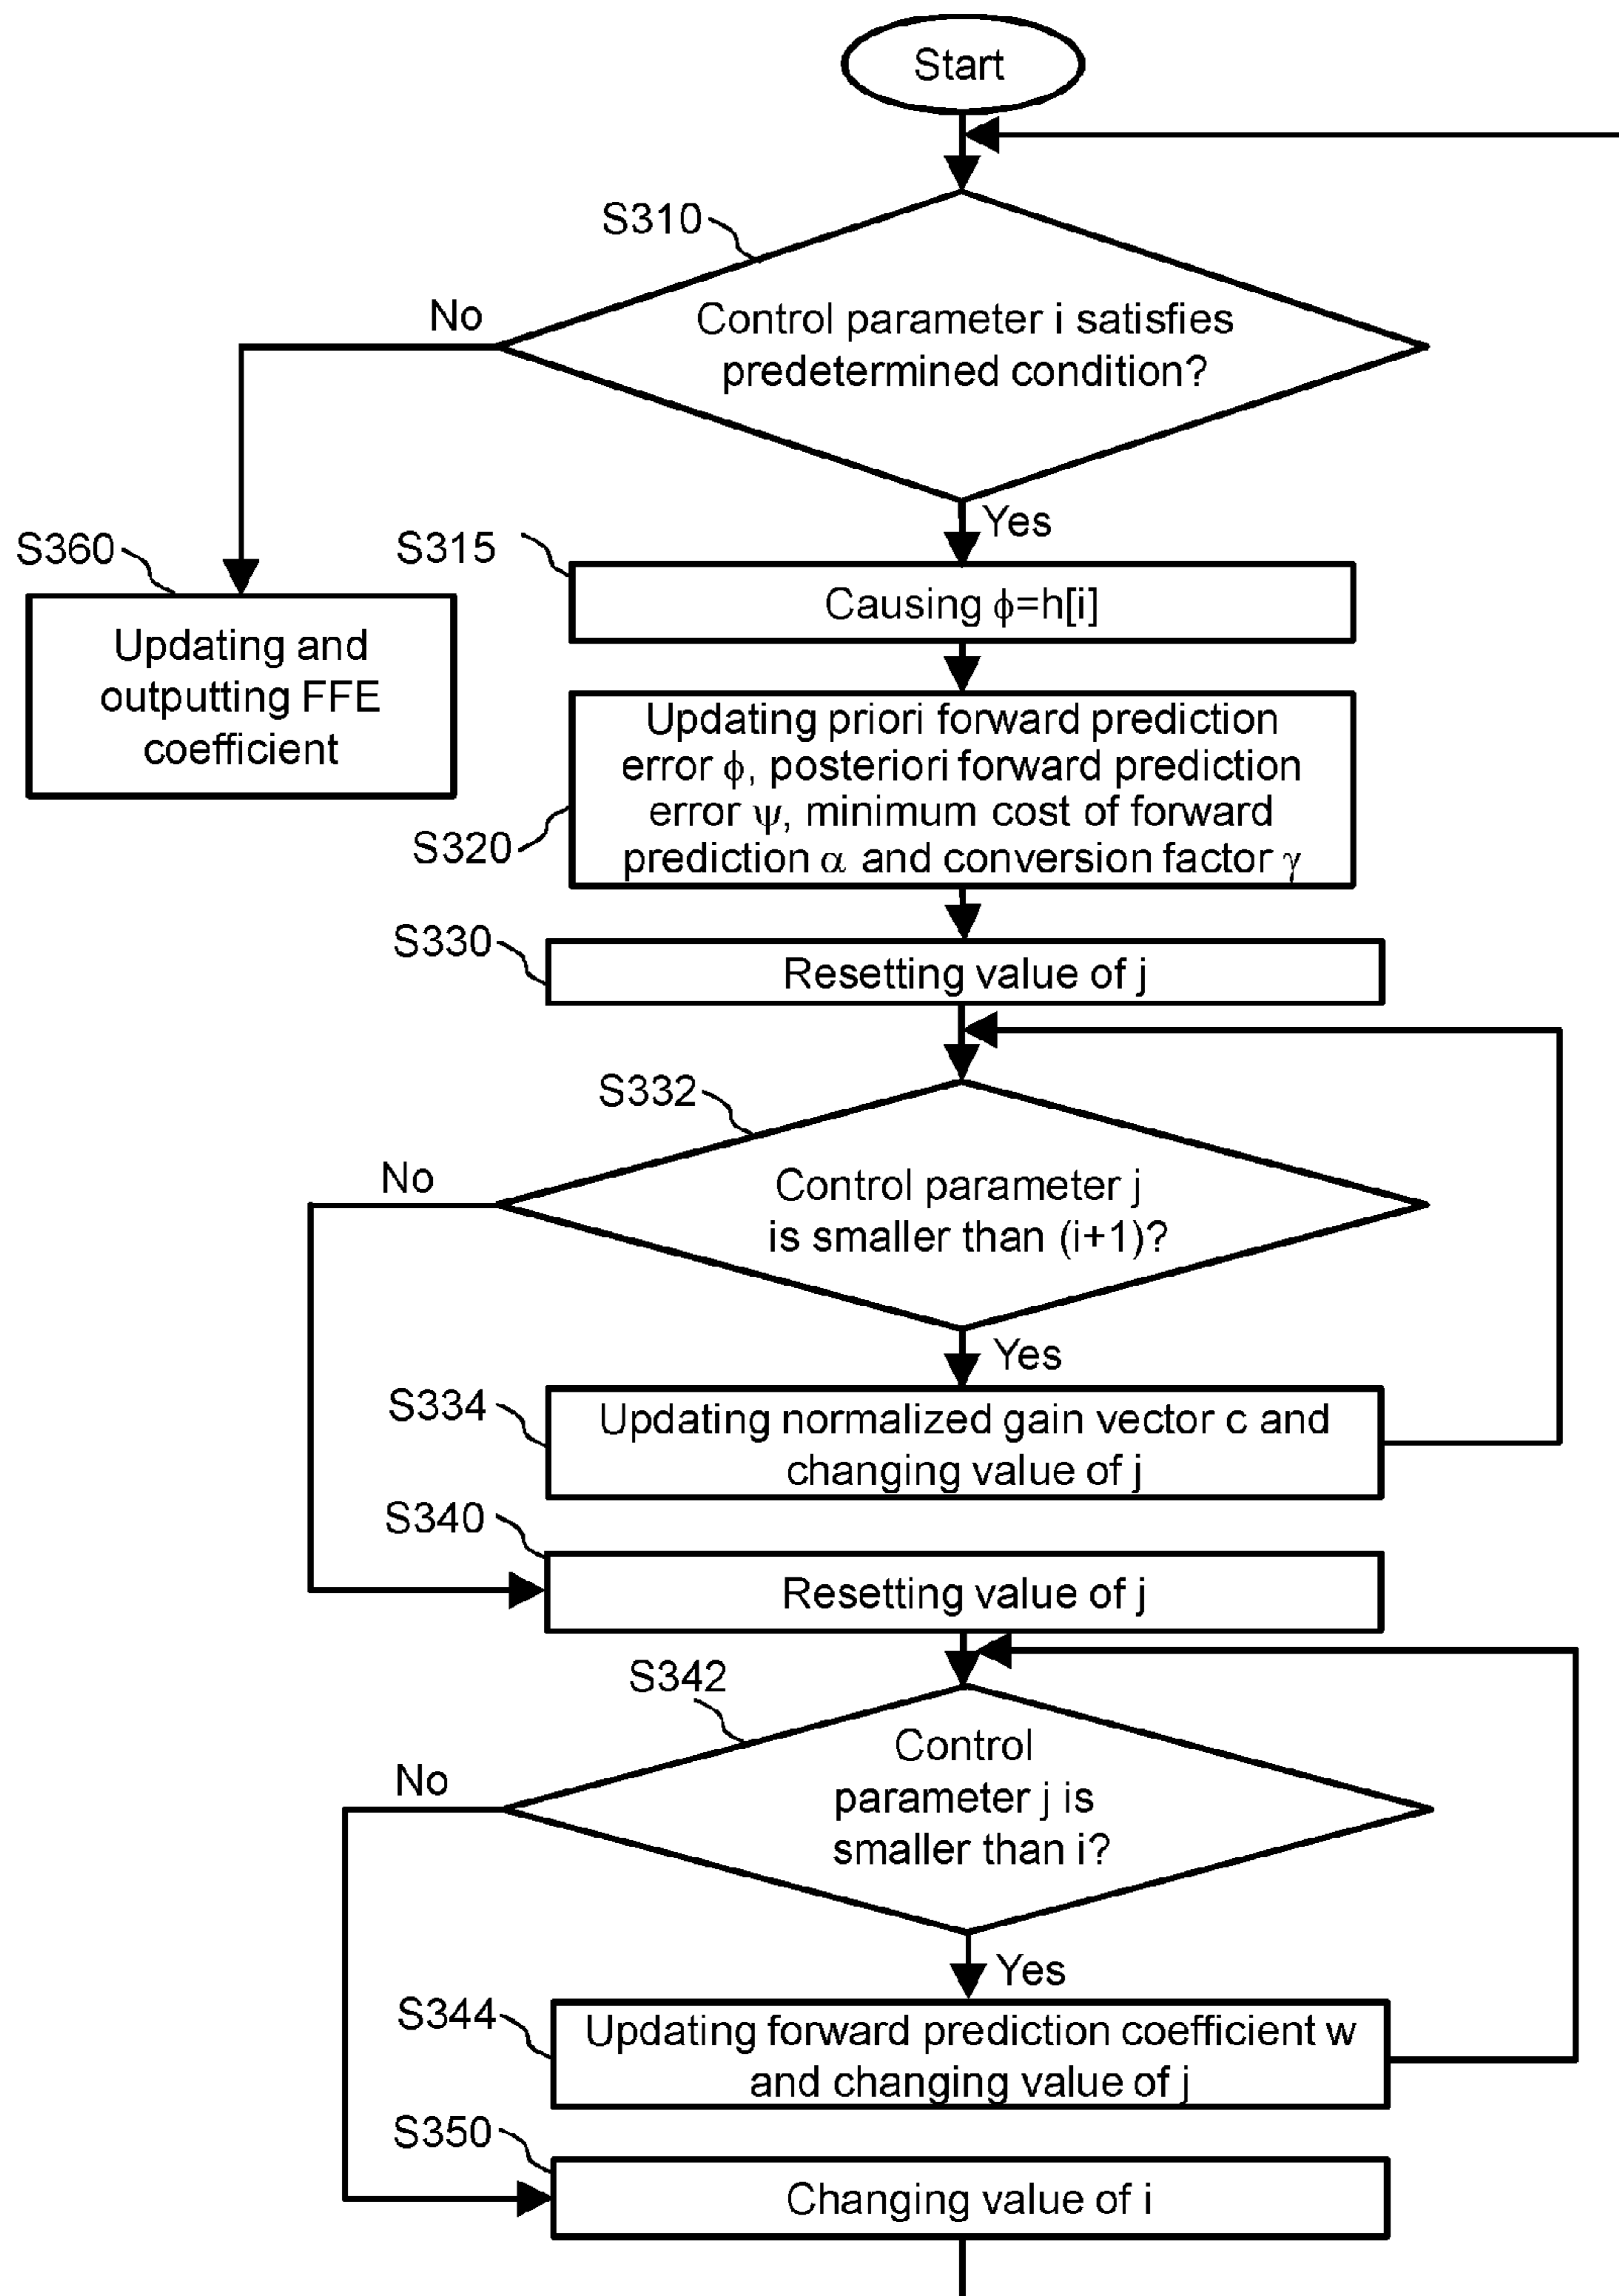 Start
S310
No
Control parameter i satisfies
predetermined condition?
Yes
S360
Updating and
outputting FFE
coefficient
S315
Causing ϕ=h[i]
S320
Updating priori forward prediction
error ϕ, posteriori forward prediction
error ψ, minimum cost of forward
prediction α and conversion factor γ
S330
Resetting value of j
S332
No
Control parameter j
is smaller than (i+1)?
Yes
S334
Updating normalized gain vector c and
changing value of j
S340
Resetting value of j
S342
No
Control
parameter j is
smaller than i?
Yes
S344
Updating forward prediction coefficient w
and changing value of j
S350
Changing value of i